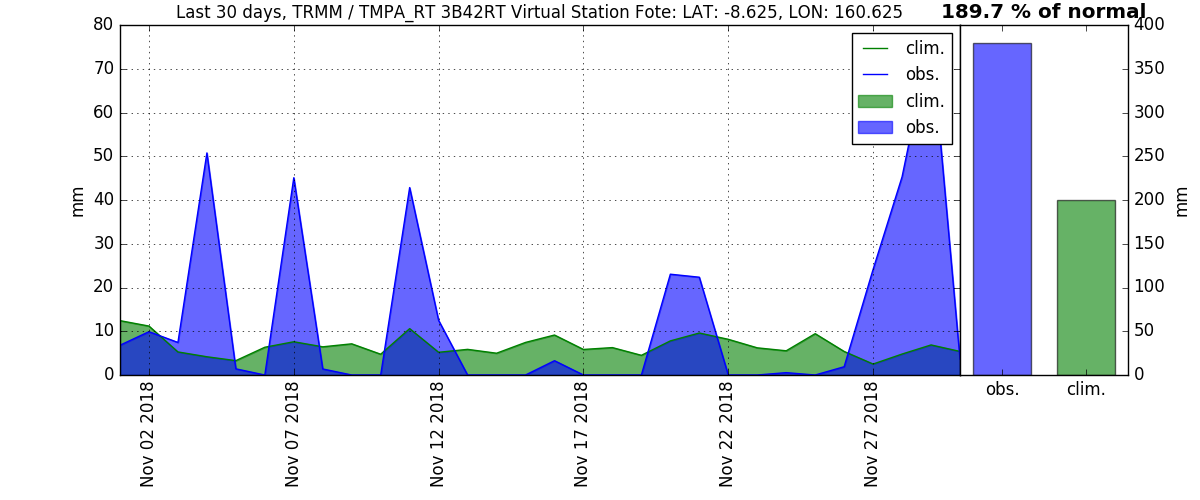 Last 30 days, TRMM / TMPA_RT 3B42RT Virtual Station Fote: LAT: -8.625, LON: 160.625
189.7 % of normal
80
70
60
50
40
30
20
10
0
mm
clim.
obs.
clim.
obs.
400
350
300
250
200
150
100
50
0
mm
Nov 02 2018
Nov 07 2018
Nov 12 2018
Nov 17 2018
Nov 22 2018
Nov 27 2018
obs.
clim.